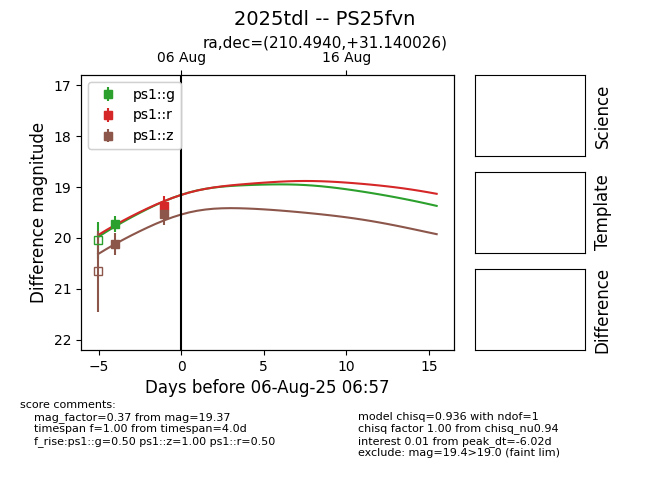 2025tdl -- PS25fvn
ra,dec=(210.4940,+31.140026)
06 Aug
16 Aug
17
18
19
20
21
22
Difference magnitude
ps1::g
ps1::r
ps1::z
−5
0
5
10
15
Days before 06-Aug-25 06:57
Science
Template
Difference
score comments:
mag_factor=0.37 from mag=19.37
timespan f=1.00 from timespan=4.0d
f_rise:ps1::g=0.50 ps1::z=1.00 ps1::r=0.50
model chisq=0.936 with ndof=1
chisq factor 1.00 from chisq_nu0.94
interest 0.01 from peak_dt=-6.02d
exclude: mag=19.4>19.0 (faint lim)